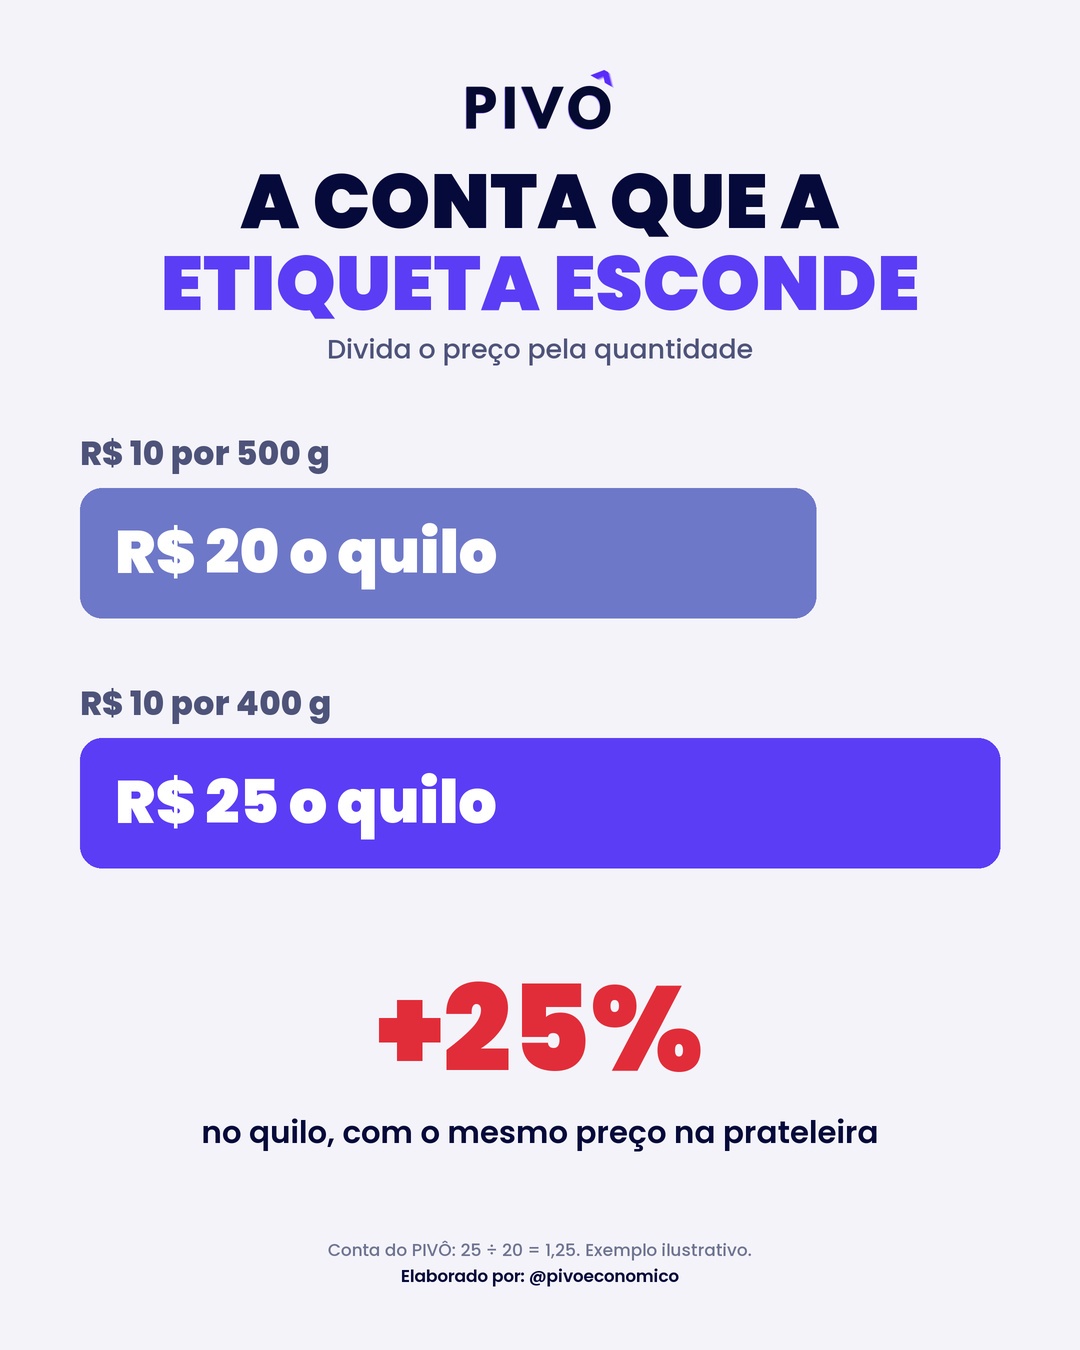 PIVÔ
A CONTA QUE A
ETIQUETA ESCONDE
Divida o preço pela quantidade
R$ 10 por 500 g
R$ 20 o quilo
R$ 10 por 400 g
R$ 25 o quilo
+25%
no quilo, com o mesmo preço na prateleira
Conta do PIVÔ: 25 ÷ 20 = 1,25. Exemplo ilustrativo.
Elaborado por: @pivoeconomico